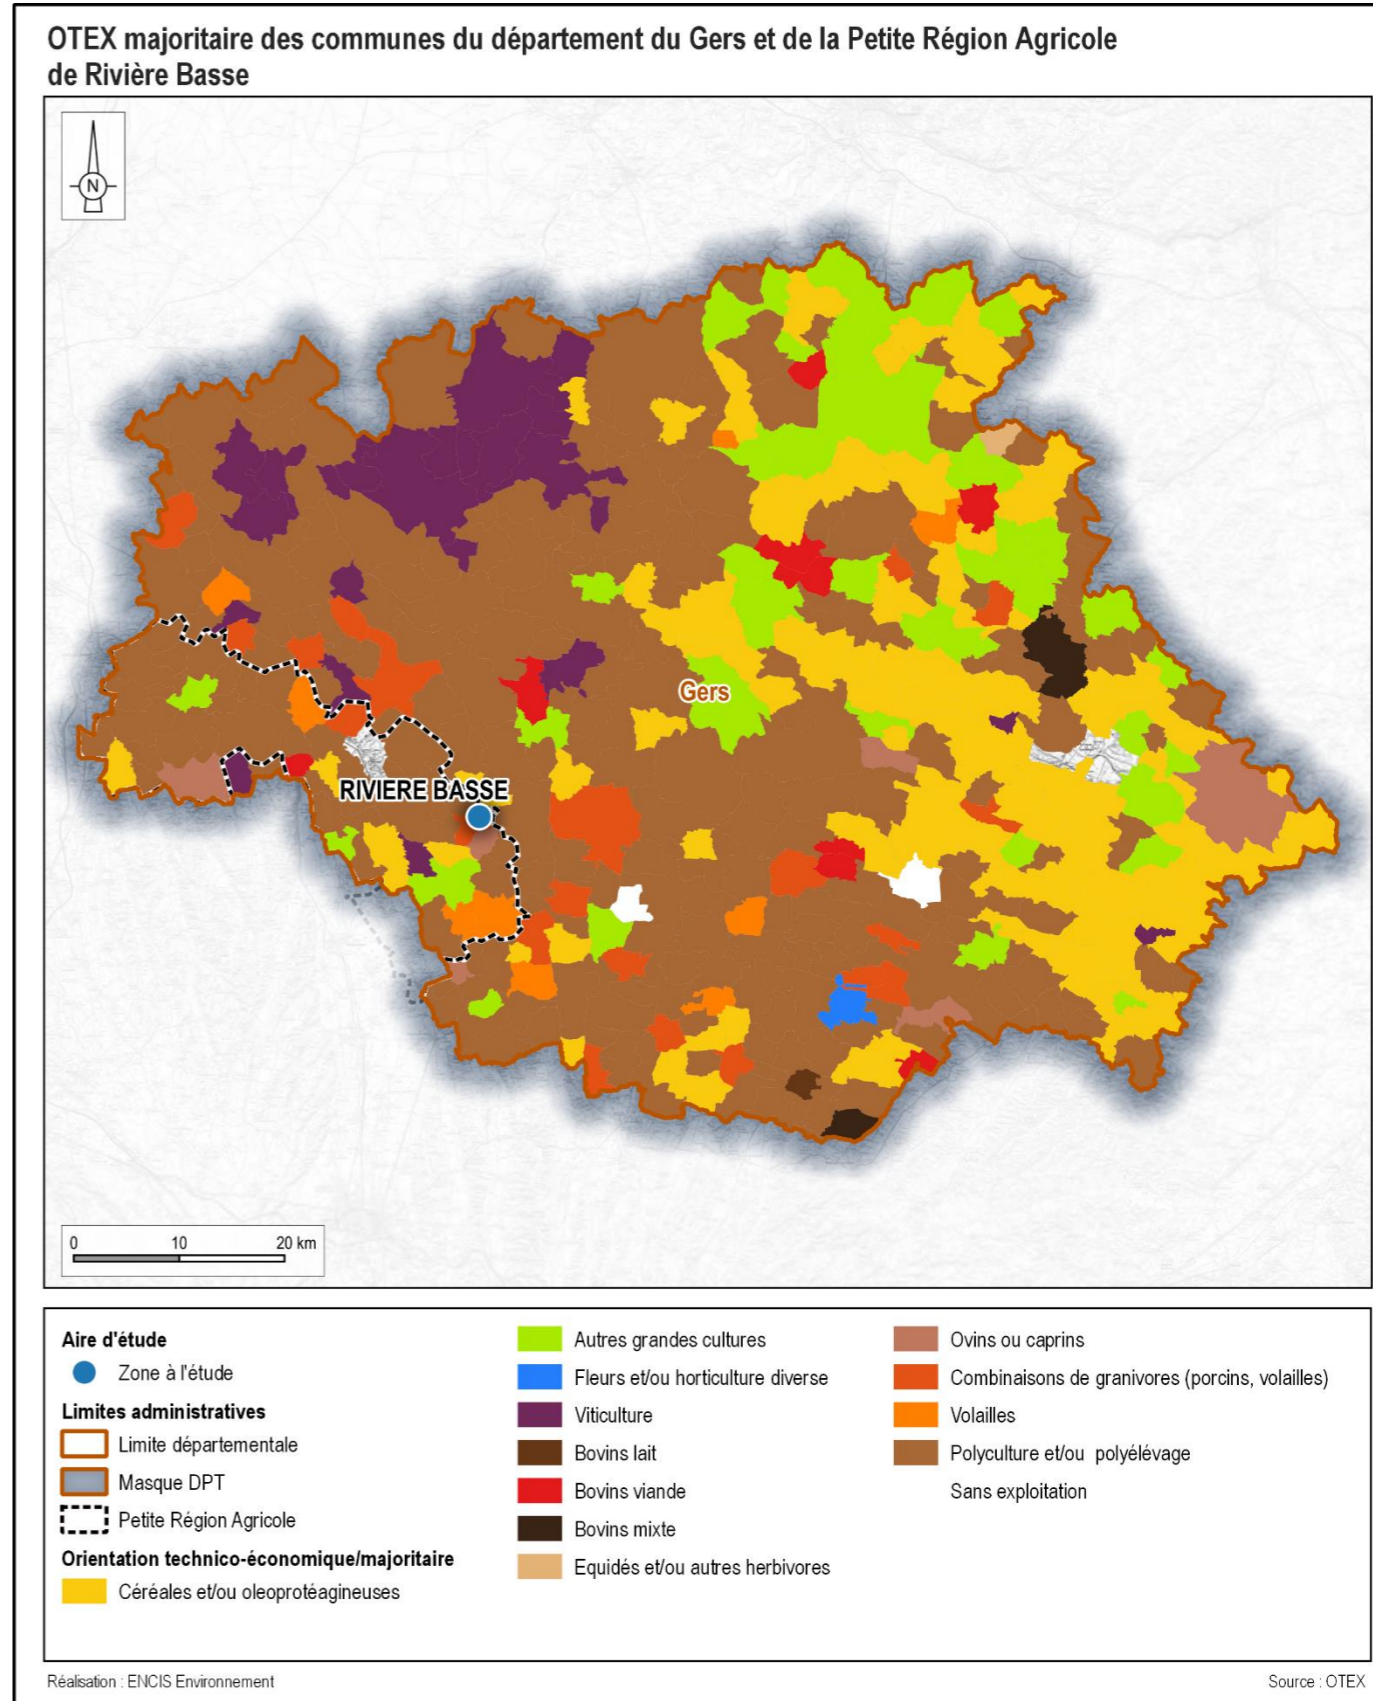 OTEX majoritaire des communes du département du Gers et de la Petite Région Agricole
de Rivière Basse
N
Gers
RIVIERE BASSE
0 10 20 km
Aire d'étude
Zone à l'étude
Limites administratives
Limite départementale
Masque DPT
Petite Région Agricole
Orientation technico-économique/majoritaire
Céréales et/ou oleoprotéagineuses
Autres grandes cultures
Fleurs et/ou horticulture diverse
Viticulture
Bovins lait
Bovins viande
Bovins mixte
Equidés et/ou autres herbivores
Ovins ou caprins
Combinaisons de granivores (porcins, volailles)
Volailles
Polyculture et/ou polyélévage
Sans exploitation
Réalisation : ENCIS Environnement
Source : OTEX